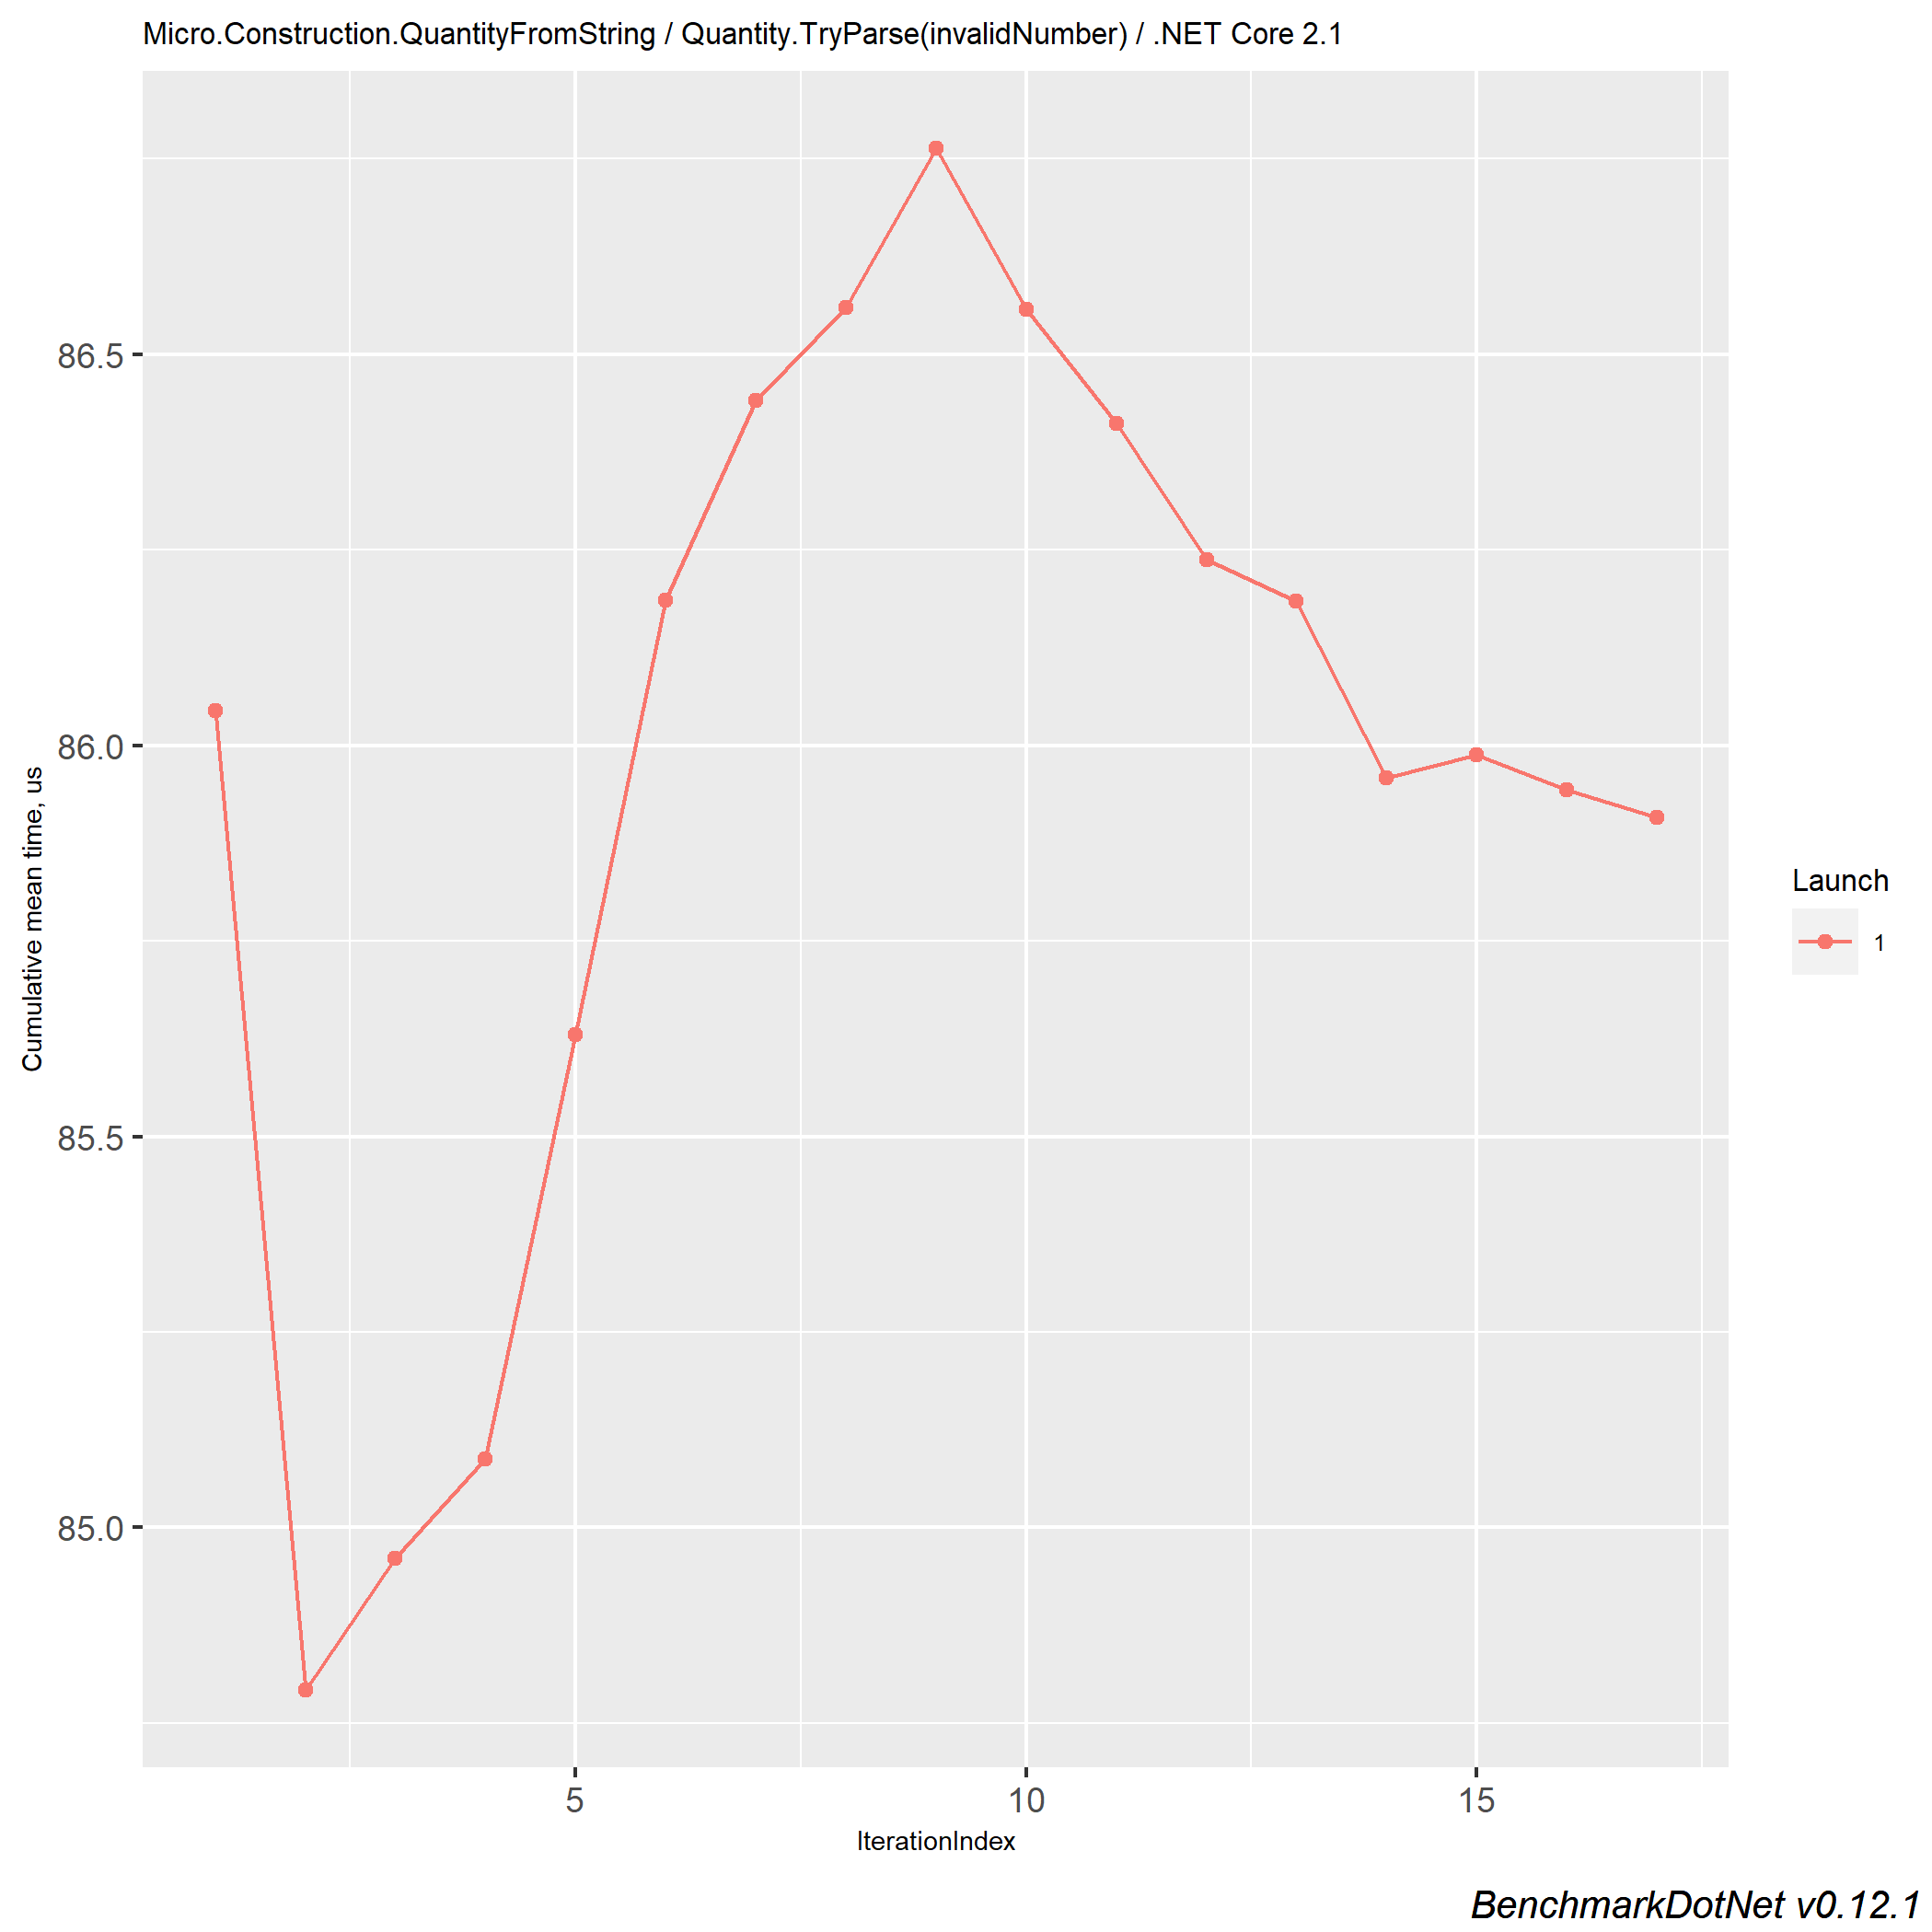 Micro.Construction.QuantityFromString / Quantity.TryParse(invalidNumber) / .NET Core 2.1
Cumulative mean time, us
86.5
86.0
85.5
85.0
5
10
15
IterationIndex
Launch
1
BenchmarkDotNet v0.12.1